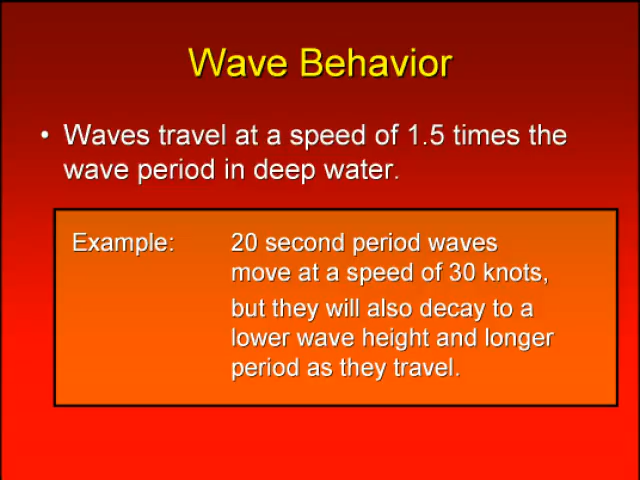 Wave Behavior
• Waves travel at a speed of 1.5 times the
wave period in deep water.
Example: 20 second period waves
move at a speed of 30 knots,
but they will also decay to a
lower wave height and longer
period as they travel.